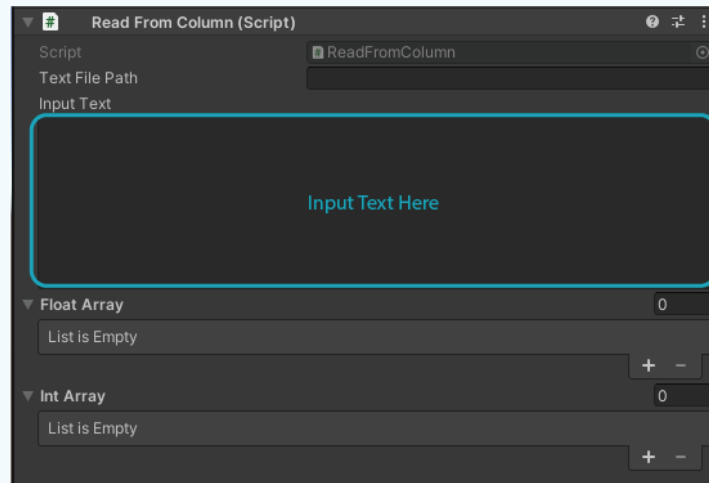 Read From Column (Script)
Script
ReadFromColumn
Text File Path
Input Text
Input Text Here
Float Array
0
List is Empty
Int Array
0
List is Empty